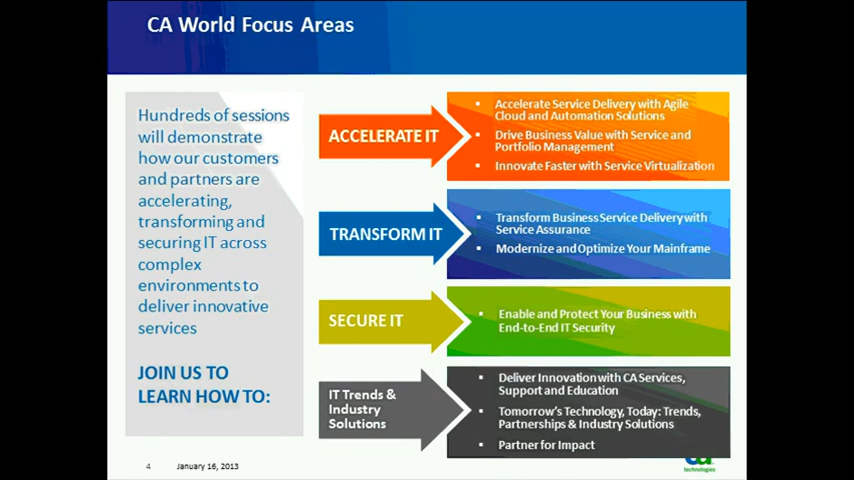 CA World Focus Areas
Hundreds of sessions
will demonstrate
how our customers
and partners are
accelerating,
transforming and
securing IT across
complex
environments to
deliver innovative
services
JOIN US TO
LEARN HOW TO:
ACCELERATE IT
▪ Accelerate Service Delivery with Agile
Cloud and Automation Solutions
▪ Drive Business Value with Service and
Portfolio Management
▪ Innovate Faster with Service Virtualization
TRANSFORM IT
▪ Transform Business Service Delivery with
Service Assurance
▪ Modernize and Optimize Your Mainframe
SECURE IT
▪ Enable and Protect Your Business with
End-to-End IT Security
IT Trends &
Industry
Solutions
▪ Deliver Innovation with CA Services,
Support and Education
▪ Tomorrow's Technology, Today: Trends,
Partnerships & Industry Solutions
▪ Partner for Impact
4 January 16, 2013
ca
technologies